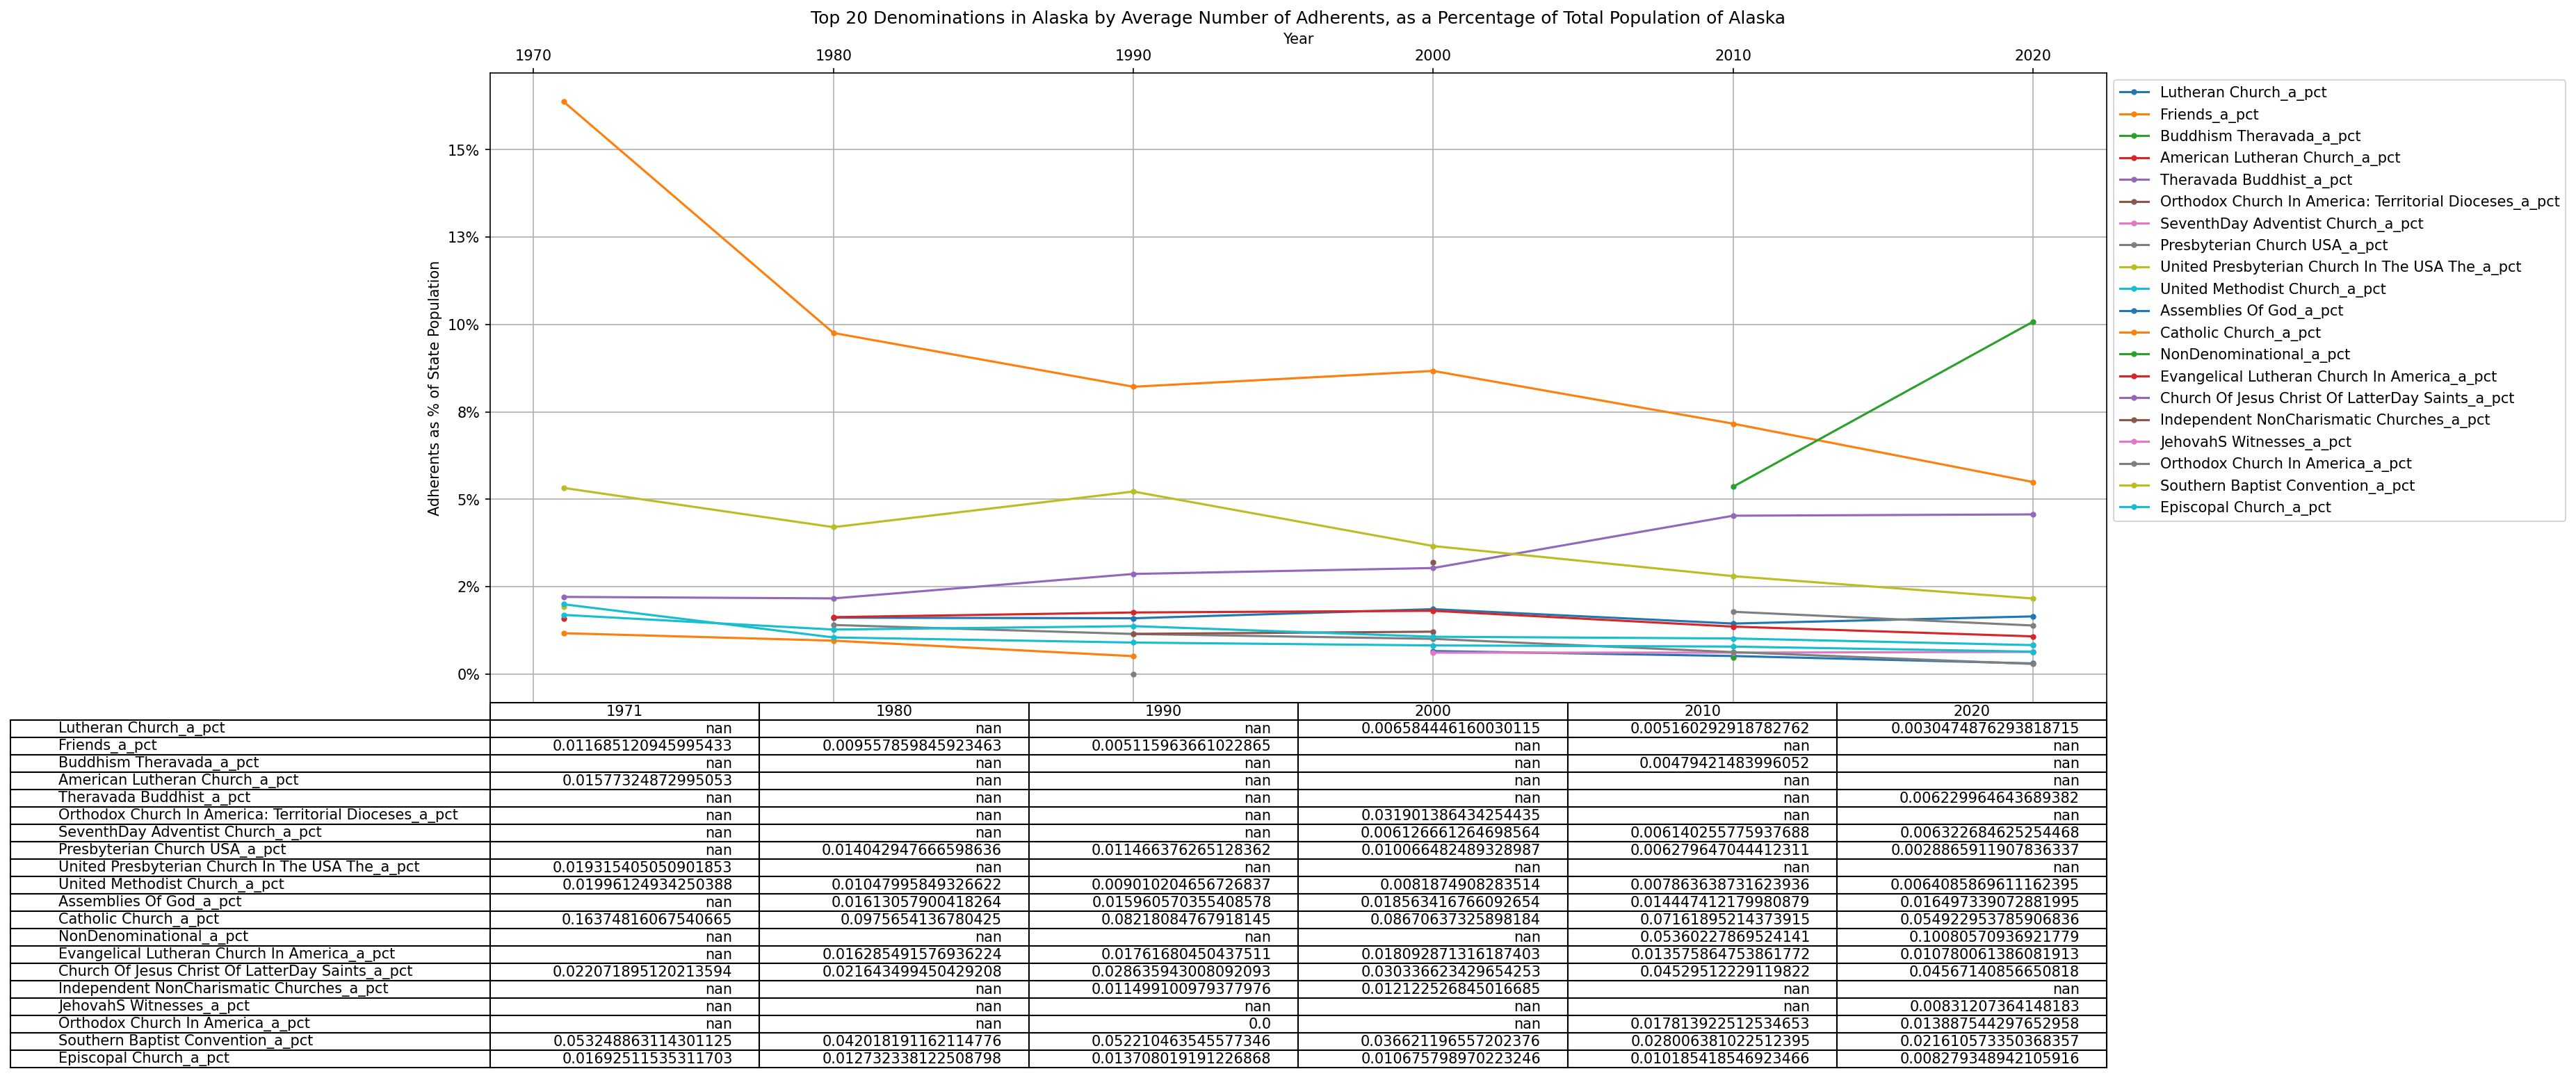 Top 20 Denominations in Alaska by Average Number of Adherents, as a Percentage of Total Population of Alaska
Year
1970 1980 1990 2000 2010 2020
Adherents as % of State Population
15%
13%
10%
8%
5%
2%
0%
Lutheran Church_a_pct
Friends_a_pct
Buddhism Theravada_a_pct
American Lutheran Church_a_pct
Theravada Buddhist_a_pct
Orthodox Church In America: Territorial Dioceses_a_pct
SeventhDay Adventist Church_a_pct
Presbyterian Church USA_a_pct
United Presbyterian Church In The USA The_a_pct
United Methodist Church_a_pct
Assemblies Of God_a_pct
Catholic Church_a_pct
NonDenominational_a_pct
Evangelical Lutheran Church In America_a_pct
Church Of Jesus Christ Of LatterDay Saints_a_pct
Independent NonCharismatic Churches_a_pct
JehovahS Witnesses_a_pct
Orthodox Church In America_a_pct
Southern Baptist Convention_a_pct
Episcopal Church_a_pct
1971 1980 1990 2000 2010 2020
Lutheran Church_a_pct nan nan nan 0.006584446160030115 0.005160292918782762 0.0030474876293818715
Friends_a_pct 0.011685120945995433 0.009557859845923463 0.005115963661022865 nan nan nan
Buddhism Theravada_a_pct nan nan nan nan 0.00479421483996052 nan
American Lutheran Church_a_pct 0.01577324872995053 nan nan nan nan nan
Theravada Buddhist_a_pct nan nan nan nan nan 0.006229964643689382
Orthodox Church In America: Territorial Dioceses_a_pct nan nan nan 0.031901386434254435 nan nan
SeventhDay Adventist Church_a_pct nan nan nan 0.006126661264698564 0.006140255775937688 0.006322684625254468
Presbyterian Church USA_a_pct nan 0.014042947666598636 0.011466376265128362 0.010066482489328987 0.006279647044412311 0.0028865911907836337
United Presbyterian Church In The USA The_a_pct 0.019315405050901853 nan nan nan nan nan
United Methodist Church_a_pct 0.01996124934250388 0.01047995849326622 0.009010204656726837 0.0081874908283514 0.007863638731623936 0.0064085869611162395
Assemblies Of God_a_pct nan 0.01613057900418264 0.015960570355408578 0.018563416766092654 0.014447412179980879 0.016497339072881995
Catholic Church_a_pct 0.16374816067540665 0.0975654136780425 0.08218084767918145 0.08670637325898184 0.07161895214373915 0.054922953785906836
NonDenominational_a_pct nan nan nan nan 0.05360227869524141 0.10080570936921779
Evangelical Lutheran Church In America_a_pct nan 0.016285491576936224 0.01761680450437511 0.018092871316187403 0.013575864753861772 0.010780061386081913
Church Of Jesus Christ Of LatterDay Saints_a_pct 0.022071895120213594 0.021643499450429208 0.028635943008092093 0.03033662342965​4253 0.04529512229119822 0.04567140856650818
Independent NonCharismatic Churches_a_pct nan nan 0.011499100979377976 0.012122526845016685 nan nan
JehovahS Witnesses_a_pct nan nan nan nan nan 0.00831207364148183
Orthodox Church In America_a_pct nan nan 0.0 nan 0.017813922512534653 0.013887544297652958
Southern Baptist Convention_a_pct 0.053248863114301125 0.042018191162114776 0.052210463545577346 0.036621196557202376 0.028006381022512395 0.021610573350368357
Episcopal Church_a_pct 0.01692511535311703 0.012732338122508798 0.013708019191226868 0.010675798970223246 0.010185418546923466 0.008279348942105916